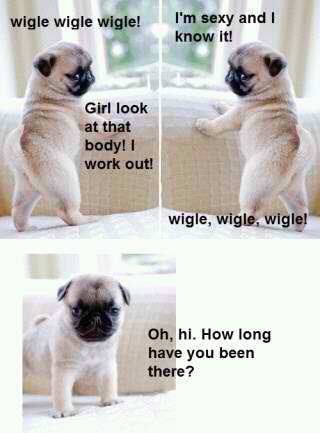 wigle wigle wigle!
I'm sexy and I
know it!
Girl look
at that
body! I
work out!
wigle, wigle, wigle!
Oh, hi. How long
have you been
there?